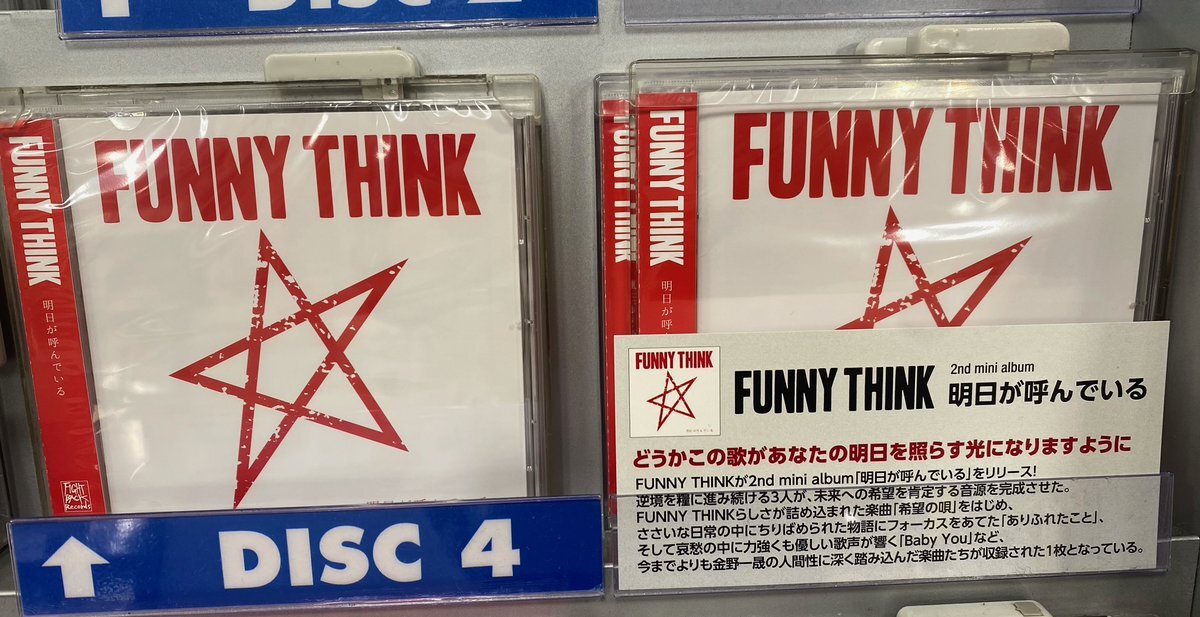 DISC 2
FUNNY THINK
明日が呼んでいる
FIGHT
BACK
Records
FUNNY THINK
DISC 4
FUNNY THINK
FUNNY THINK
明日が呼
FUNNY THINK
FUNNY THINK
FUNNY THINK
2nd mini album
明日が呼んでいる
どうかこの歌があなたの明日を照らす光になりますように
FUNNY THINKが2nd mini album「明日が呼んでいる」をリリース!
逆境を糧に進み続ける3人が、未来への希望を肯定する音源を完成させた。
FUNNY THINKらしさが詰め込まれた楽曲「希望の唄」をはじめ、
ささいな日常の中にちりばめられた物語にフォーカスをあてた「ありふれたこと」、
そして哀愁の中に力強くも優しい歌声が響く「Baby You」など、
今までよりも金野一晟の人間性に深く踏み込んだ楽曲たちが収録された1枚となっている。